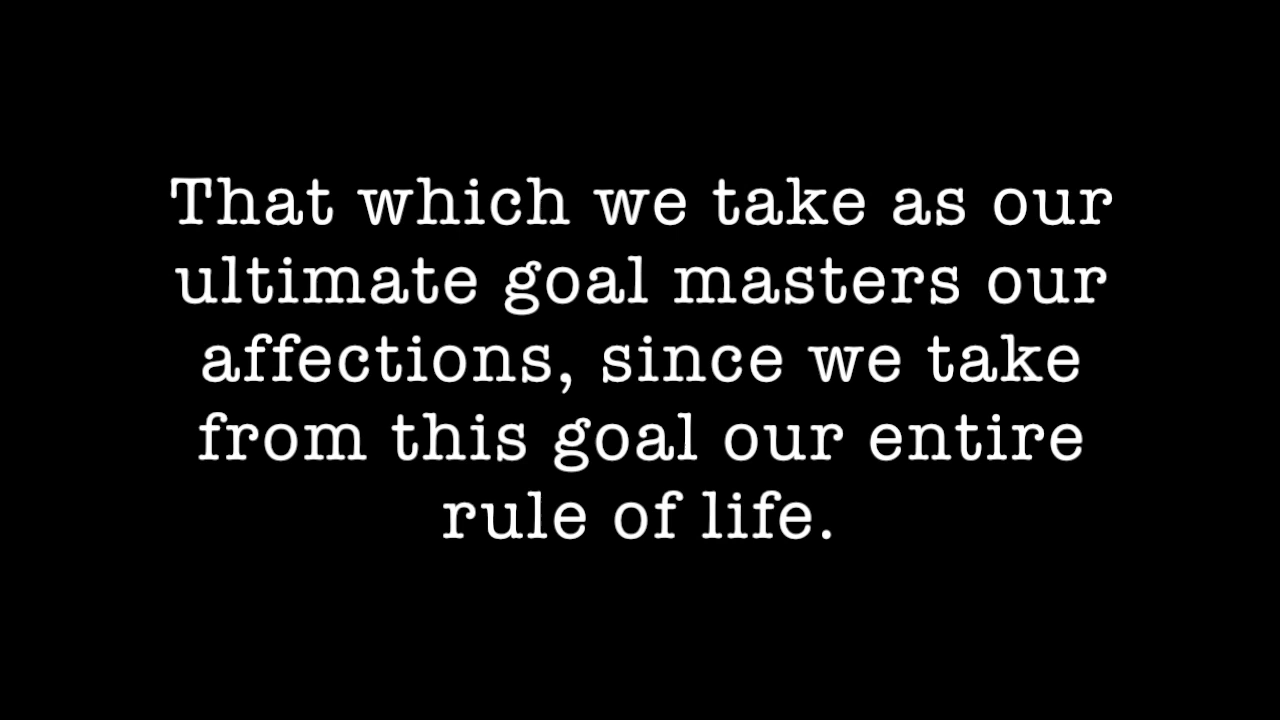 That which we take as our
ultimate goal masters our
affections, since we take
from this goal our entire
rule of life.